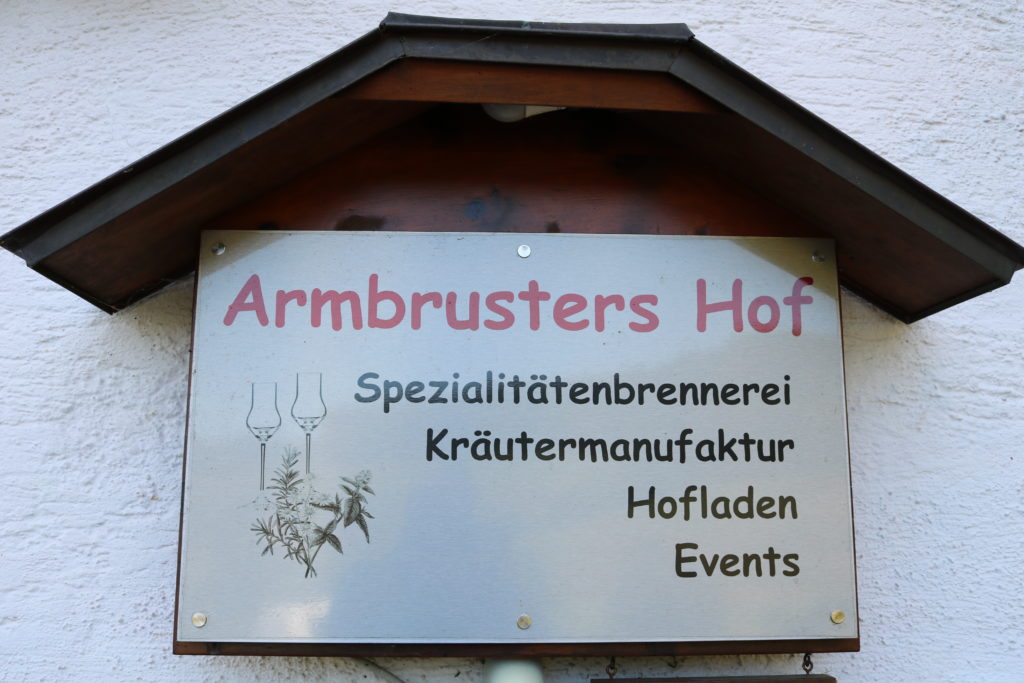 Armbrusters Hof
Spezialitätenbrennerei
Kräutermanufaktur
Hofladen
Events